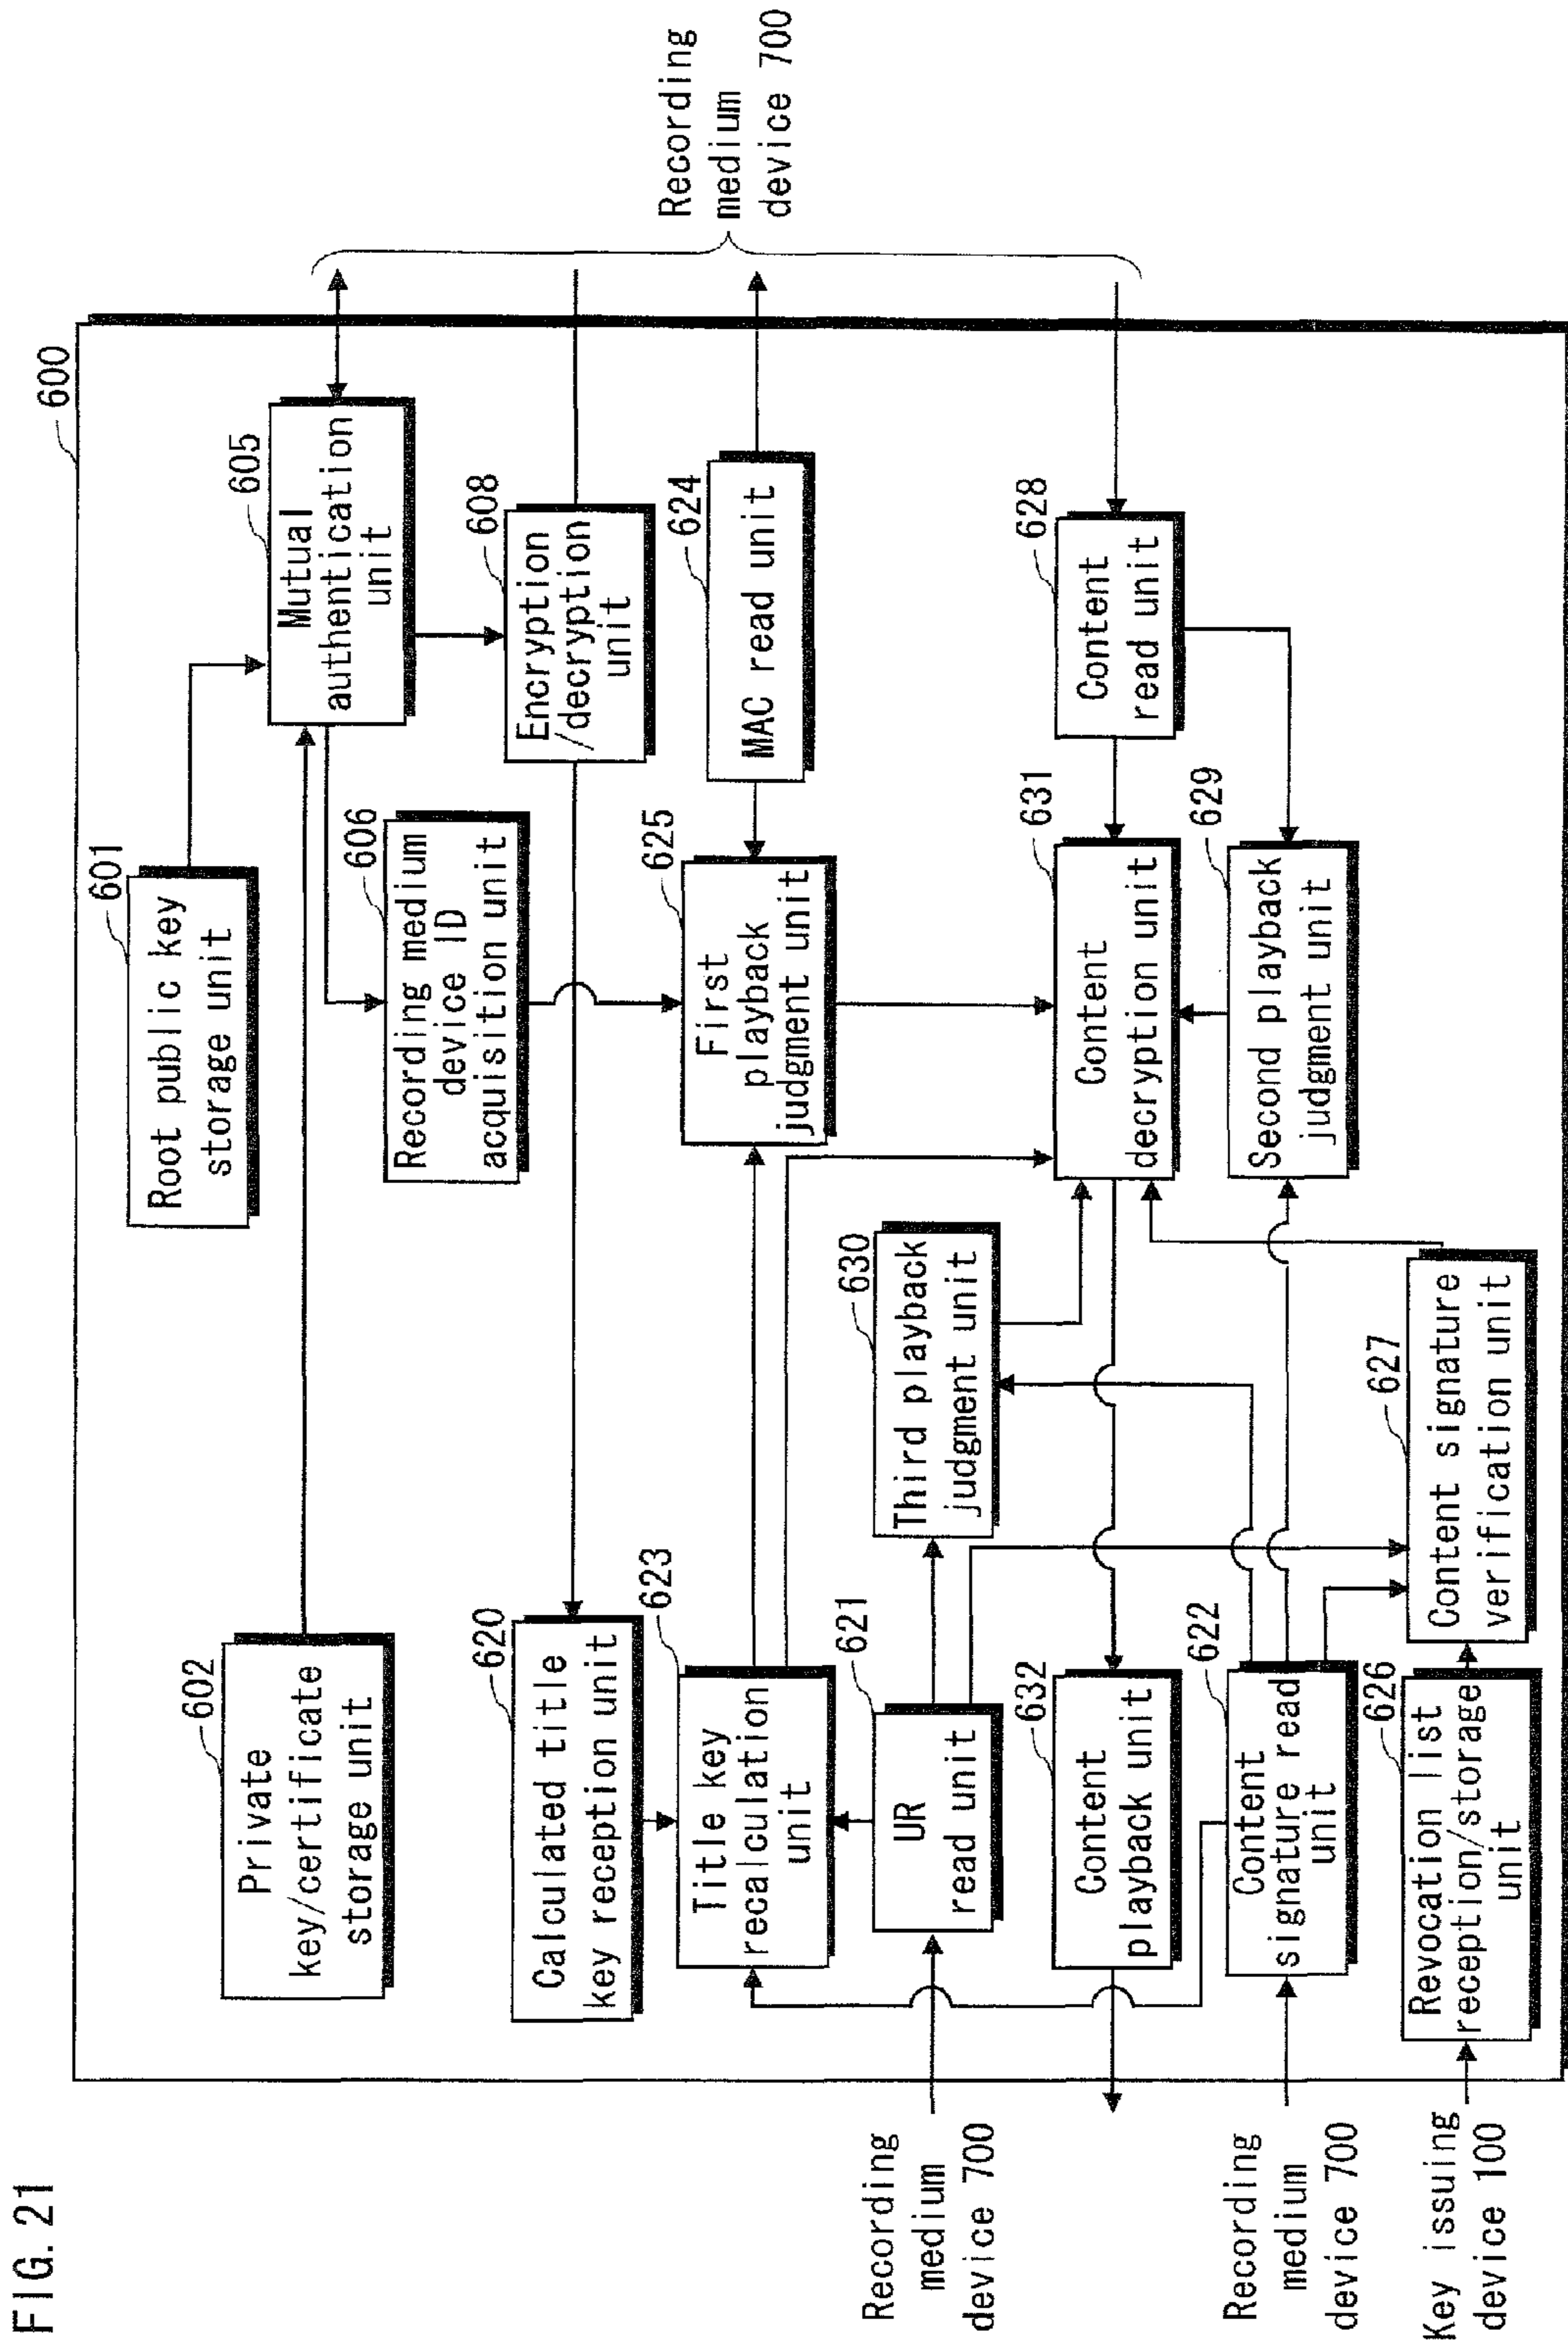 FIG. 21
600
Root public key
storage unit
601
Private
key/certificate
storage unit
602
Mutual
authentication
unit
605
Recording medium
device ID
acquisition unit
606
Encryption
/decryption
unit
608
Calculated title
key reception unit
620
Title key
recalculation
unit
623
First
playback
judgment unit
625
MAC read unit
624
Recording
medium
device 700
UR
read unit
621
Third playback
judgment unit
630
Content
playback unit
632
Content
decryption unit
631
Content
read unit
628
Content
signature read
unit
622
Second playback
judgment unit
629
Revocation list
reception/storage
unit
626
Content signature
verification unit
627
Recording
medium
device 700
Recording
medium
device 700
Key issuing
device 100